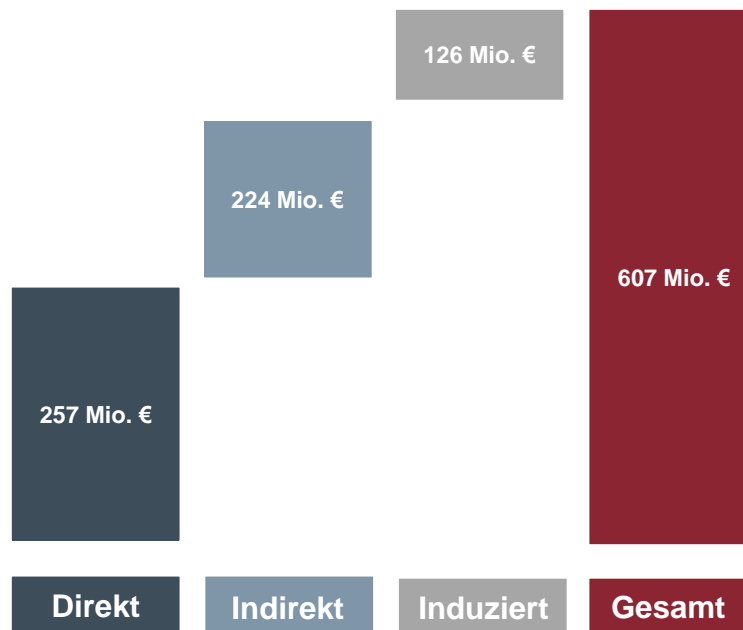 126 Mio. €
224 Mio. €
607 Mio. €
257 Mio. €
Direkt
Indirekt
Induziert
Gesamt